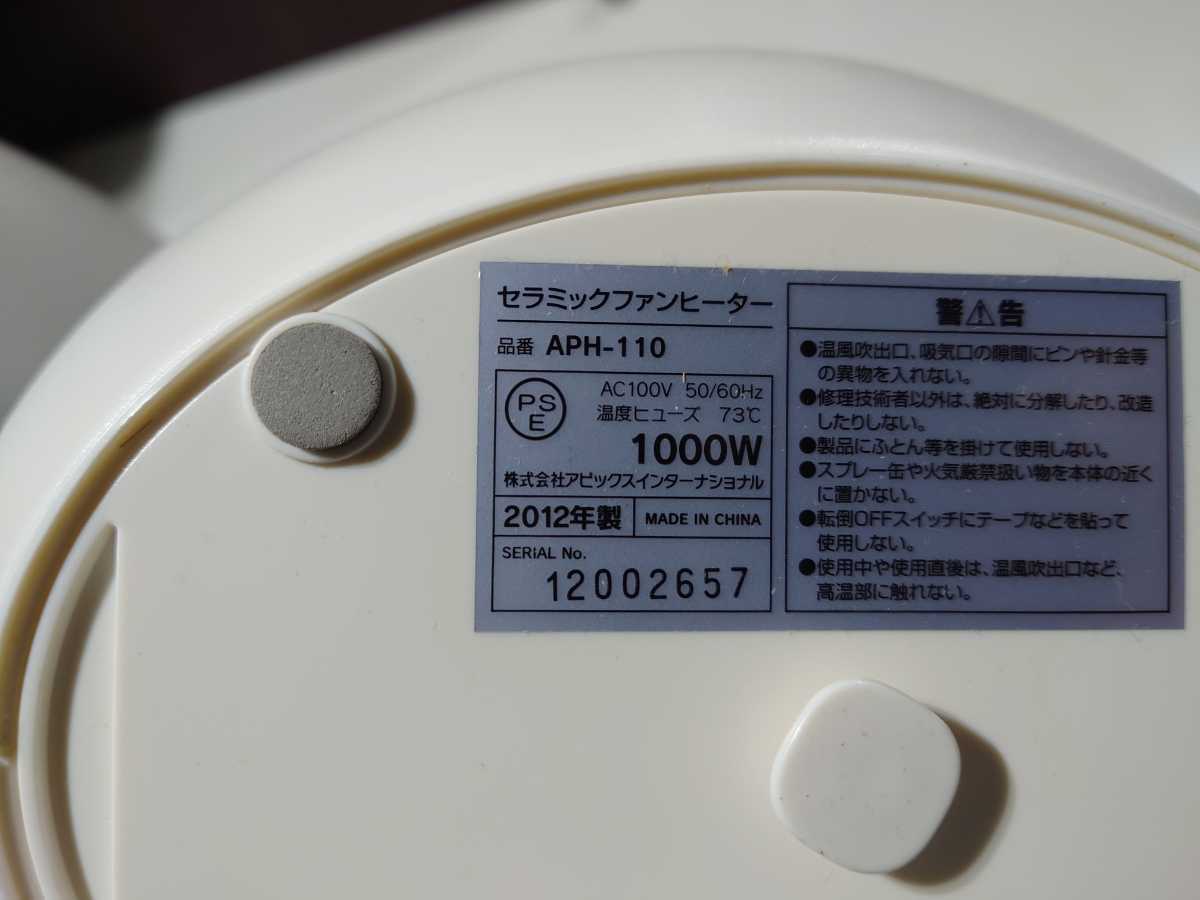 セラミックファンヒーター
品番 APH-110
PSE
AC100V 50/60Hz
温度ヒューズ 73℃
1000W
株式会社アピックスインターナショナル
2012年製
MADE IN CHINA
SERIAL No.
12002657
警⚠告
●温風吹出口、吸気口の隙間にピンや針金等
の異物を入れない。
●修理技術者以外は、絶対に分解したり、改造
したりしない。
●製品にふとん等を掛けて使用しない。
●スプレー缶や火気厳禁扱い物を本体の近く
に置かない。
●転倒OFFスイッチにテープなどを貼って
使用しない。
●使用中や使用直後は、温風吹出口など、
高温部に触れない。